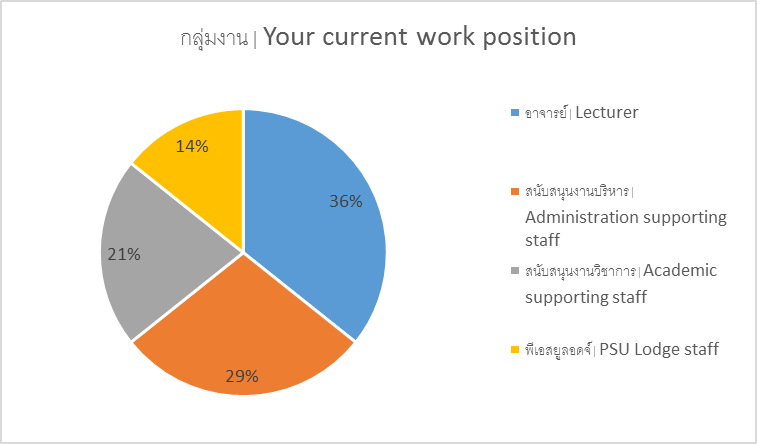 กลุ่มงาน | Your current work position
14%
36%
21%
29%
อาจารย์ | Lecturer
สนับสนุนงานบริหาร |
Administration supporting
staff
สนับสนุนงานวิชาการ | Academic
supporting staff
พีเอสยูลอดจ์ | PSU Lodge staff